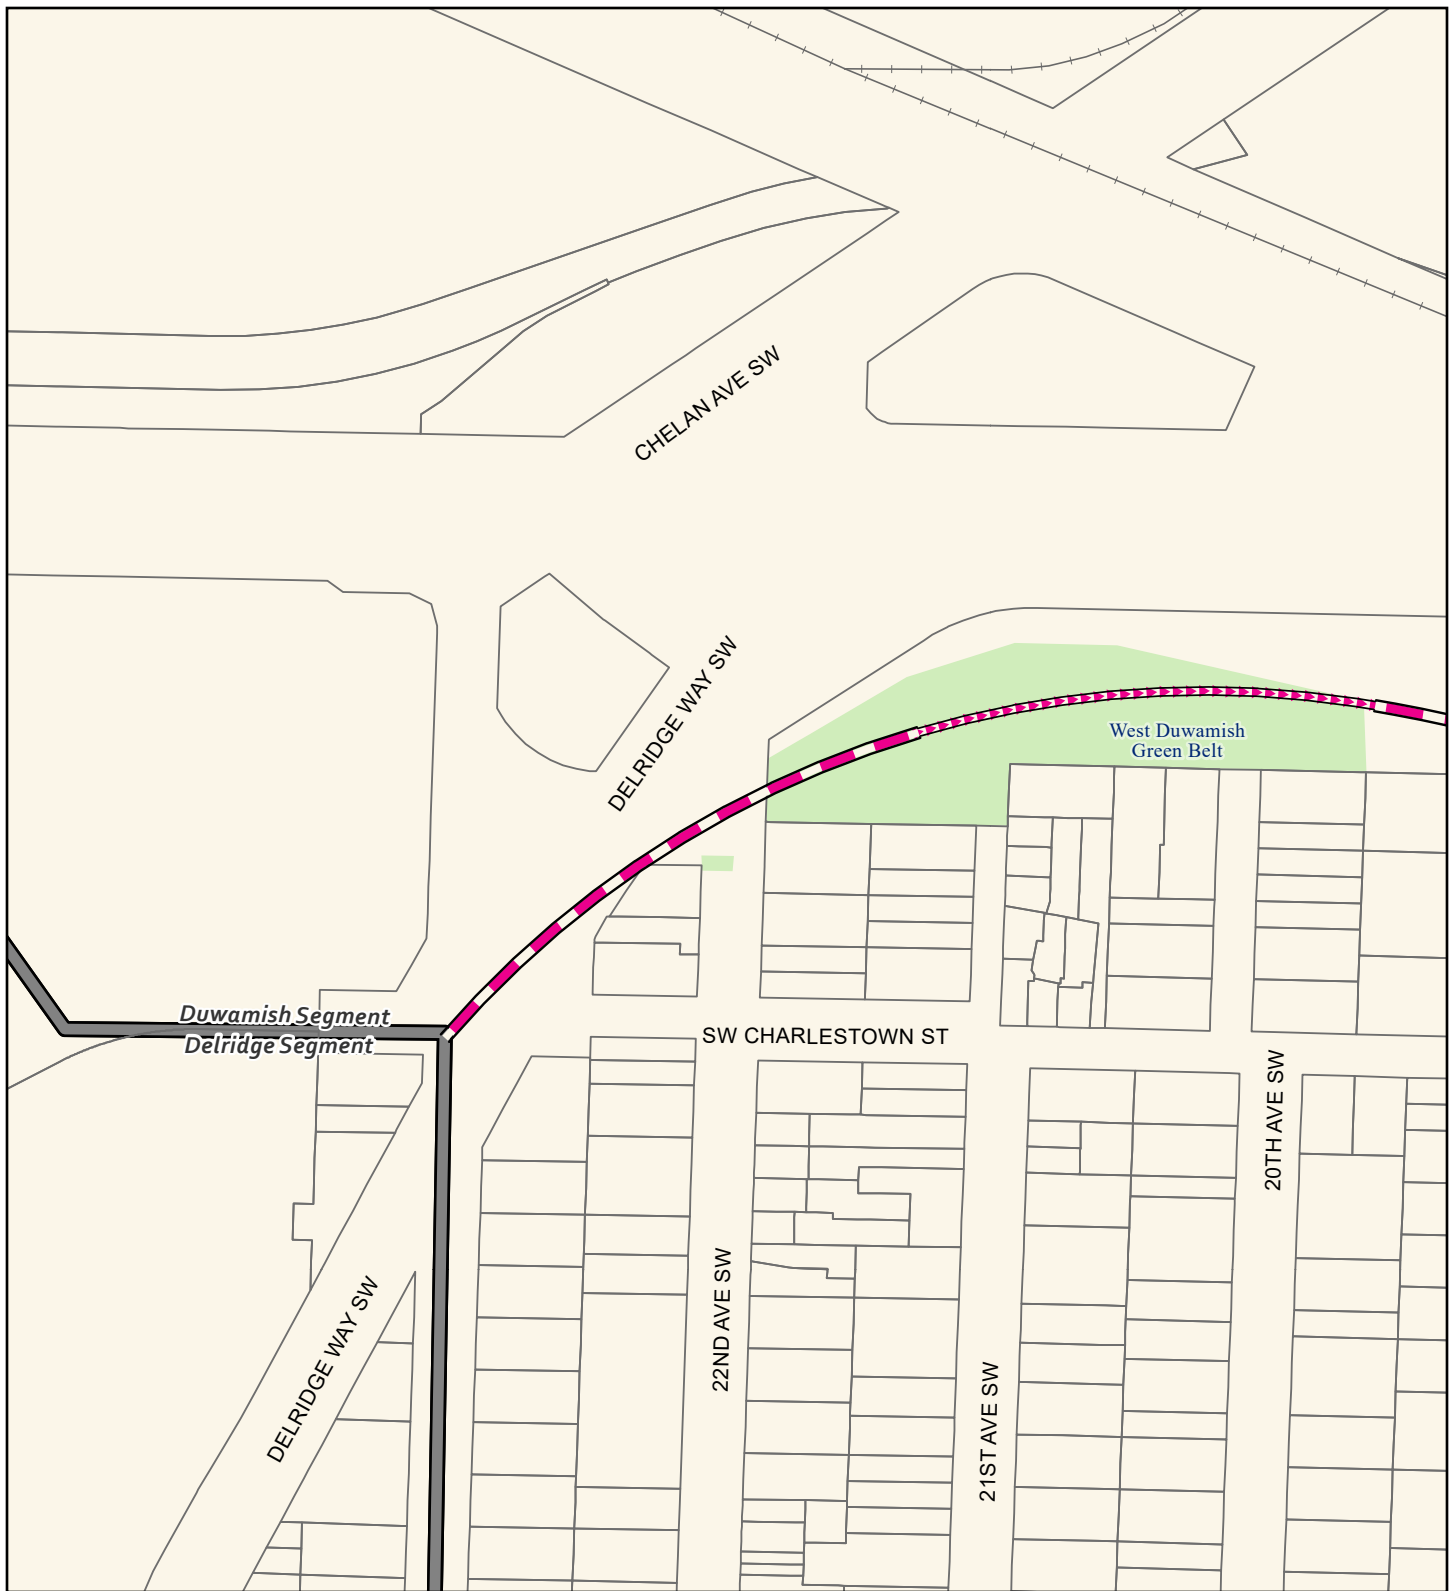 CHELAN AVE SW
DELRIDGE WAY SW
West Duwamish
Green Belt
Duwamish Segment
Delridge Segment
SW CHARLESTOWN ST
20TH AVE SW
22ND AVE SW
DELRIDGE WAY SW
21ST AVE SW